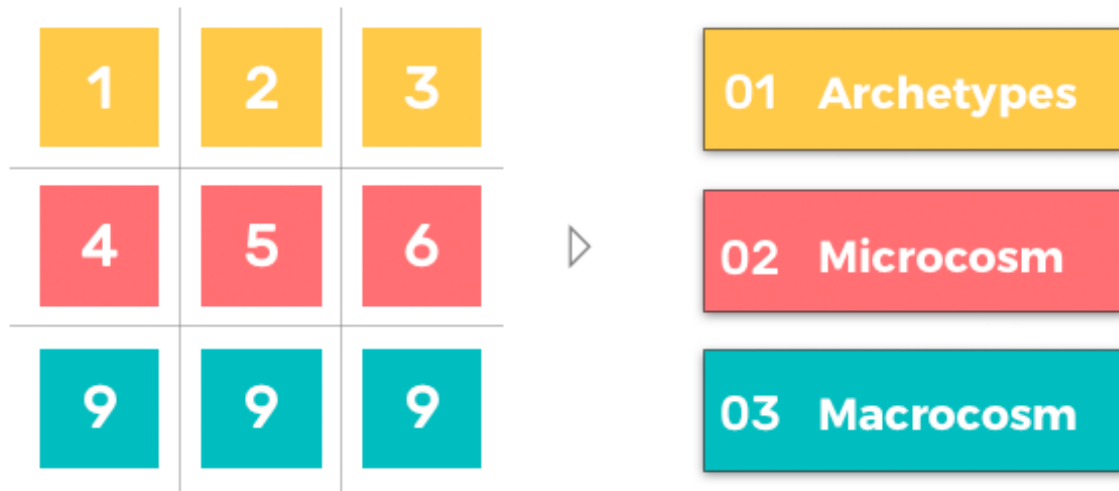 1 2 3
4 5 6
9 9 9
01 Archetypes
02 Microcosm
03 Macrocosm